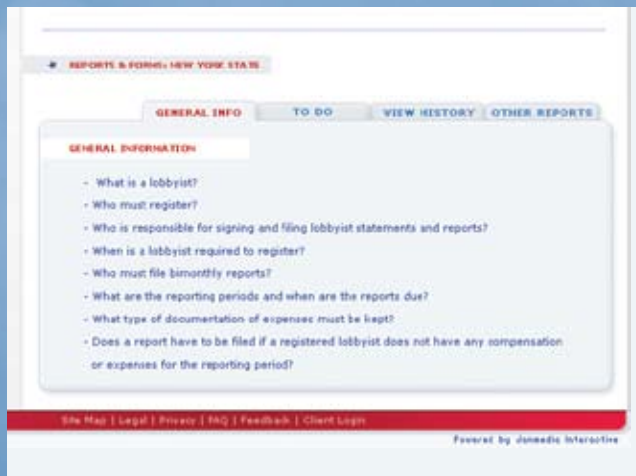 REPORTS & FORMS: NEW YORK STATE
GENERAL INFO TO DO VIEW HISTORY OTHER REPORTS
GENERAL INFORMATION
- What is a lobbyist?
- Who must register?
- Who is responsible for signing and filing lobbyist statements and reports?
- When is a lobbyist required to register?
- Who must file bimonthly reports?
- What are the reporting periods and when are the reports due?
- What type of documentation of expenses must be kept?
- Does a report have to be filed if a registered lobbyist does not have any compensation
or expenses for the reporting period?
Site Map | Legal | Privacy | FAQ | Feedback | Client Login
Powered by Janmedia Interactive